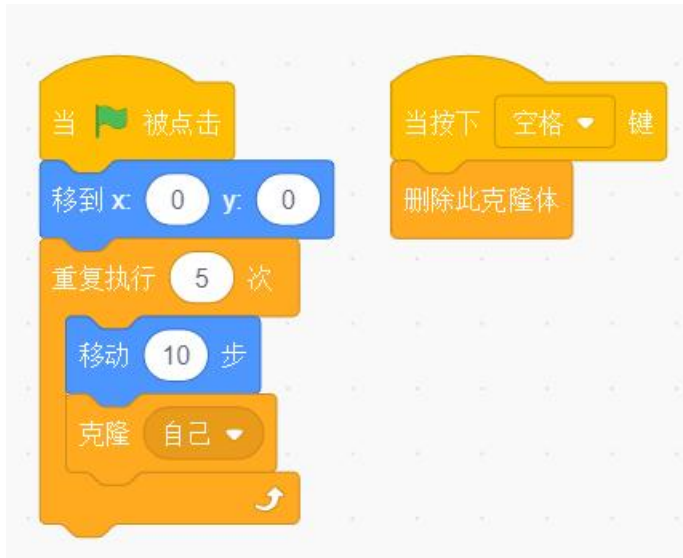 当 被点击
移到 x: 0 y: 0
重复执行 5 次
移动 10 步
克隆 自己
当按下 空格 键
删除此克隆体